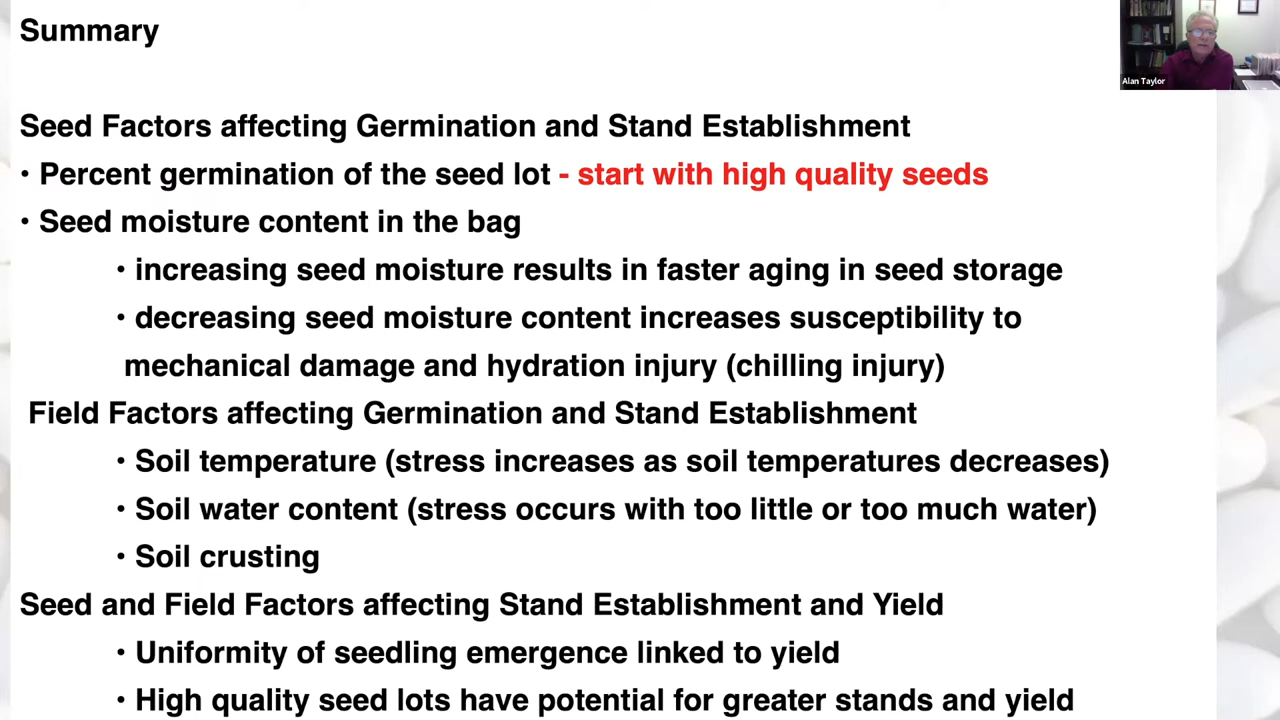 Summary
Alan Taylor
Seed Factors affecting Germination and Stand Establishment
• Percent germination of the seed lot - start with high quality seeds
• Seed moisture content in the bag
• increasing seed moisture results in faster aging in seed storage
• decreasing seed moisture content increases susceptibility to
mechanical damage and hydration injury (chilling injury)
Field Factors affecting Germination and Stand Establishment
• Soil temperature (stress increases as soil temperatures decreases)
• Soil water content (stress occurs with too little or too much water)
• Soil crusting
Seed and Field Factors affecting Stand Establishment and Yield
• Uniformity of seedling emergence linked to yield
• High quality seed lots have potential for greater stands and yield